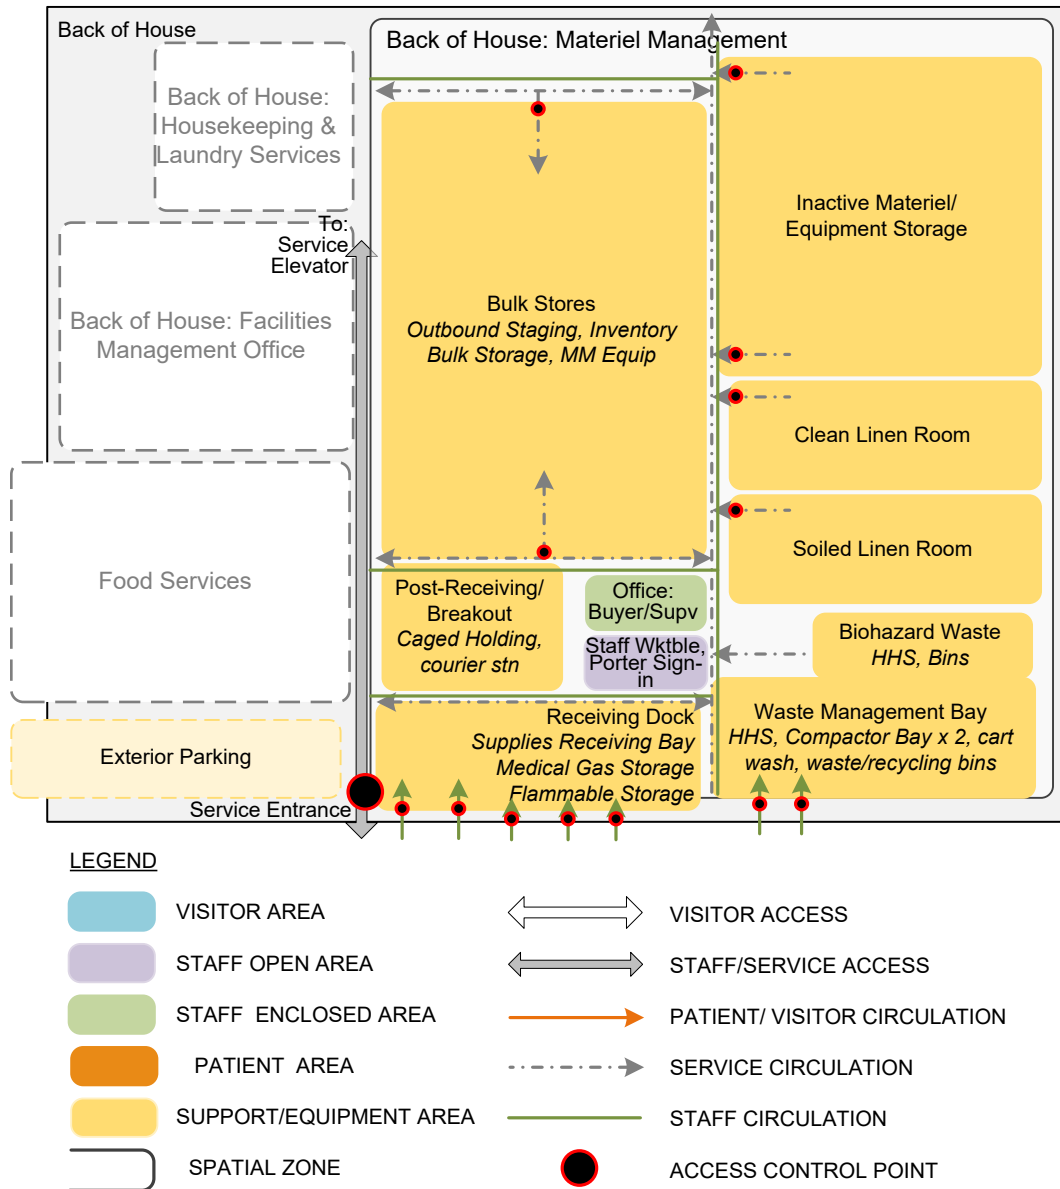 Back of House
Back of House: Materiel Management
Back of House:
Housekeeping &
Laundry Services
To:
Service
Elevator
Back of House: Facilities
Management Office
Food Services
Exterior Parking
Service Entrance
Bulk Stores
Outbound Staging, Inventory
Bulk Storage, MM Equip
Inactive Materiel/
Equipment Storage
Clean Linen Room
Soiled Linen Room
Post-Receiving/
Breakout
Caged Holding,
courier stn
Office:
Buyer/Supv
Staff Wktble,
Porter Sign-
in
Biohazard Waste
HHS, Bins
Receiving Dock
Supplies Receiving Bay
Medical Gas Storage
Flammable Storage
Waste Management Bay
HHS, Compactor Bay x 2, cart
wash, waste/recycling bins
LEGEND
VISITOR AREA
STAFF OPEN AREA
STAFF ENCLOSED AREA
PATIENT AREA
SUPPORT/EQUIPMENT AREA
SPATIAL ZONE
VISITOR ACCESS
STAFF/SERVICE ACCESS
PATIENT/ VISITOR CIRCULATION
SERVICE CIRCULATION
STAFF CIRCULATION
ACCESS CONTROL POINT